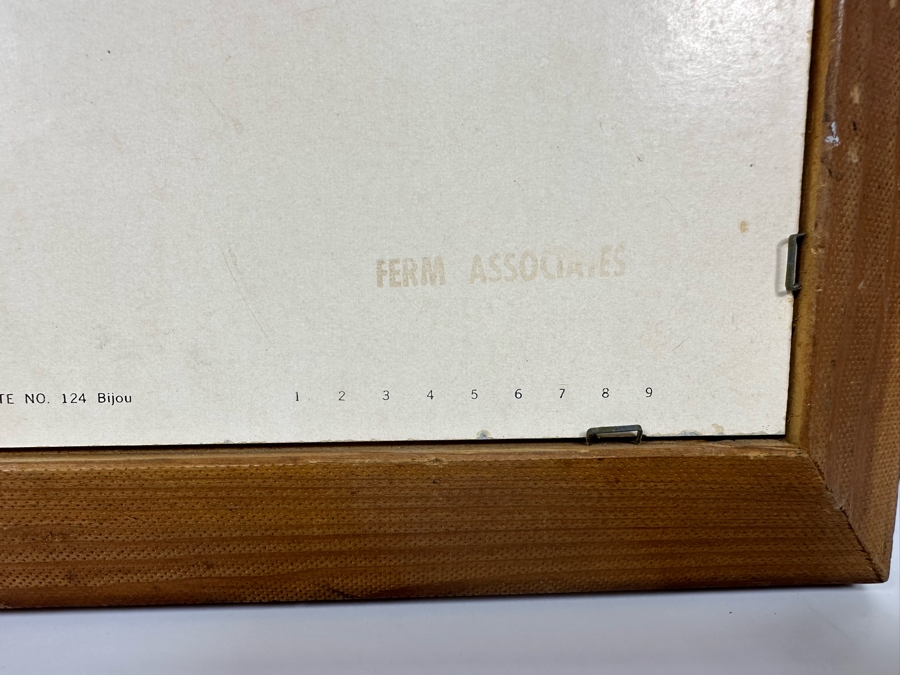 FERM ASSOCIATES
TE NO. 124 Bijou 1 2 3 4 5 6 7 8 9